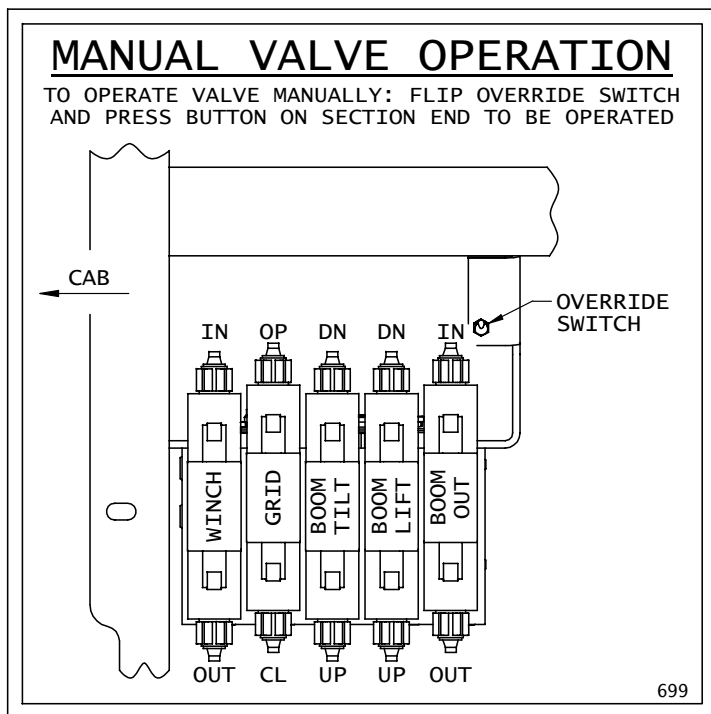 MANUAL VALVE OPERATION
TO OPERATE VALVE MANUALLY: FLIP OVERRIDE SWITCH
AND PRESS BUTTON ON SECTION END TO BE OPERATED
CAB
OVERRIDE
SWITCH
IN OP DN DN IN
WINCH
GRID
BOOM
TILT
BOOM
LIFT
BOOM
OUT
OUT CL UP UP OUT
699